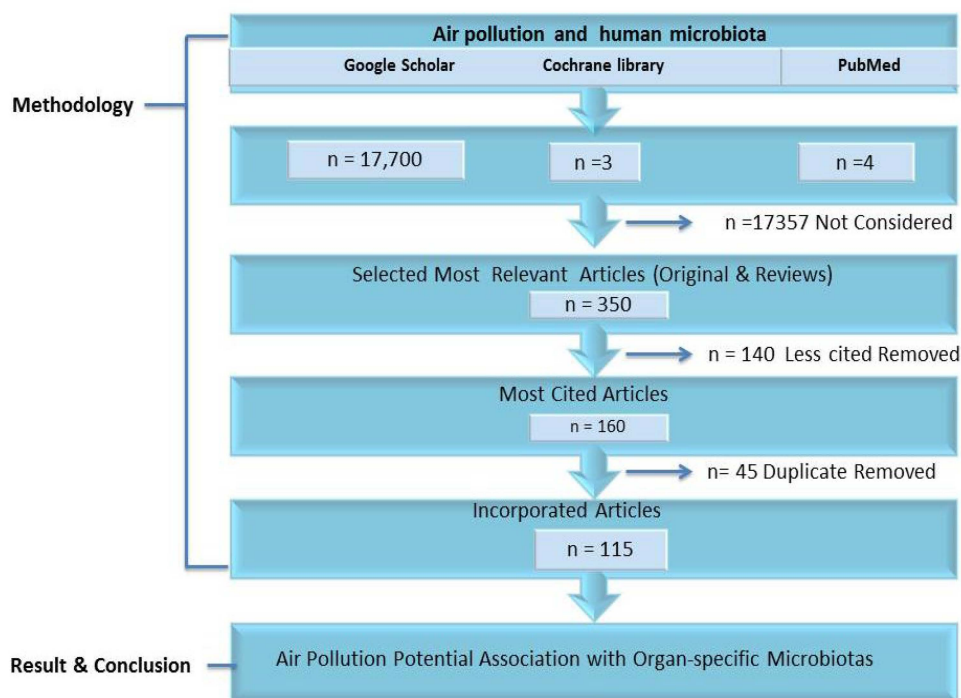 Air pollution and human microbiota
Google Scholar Cochrane library PubMed
Methodology
n = 17,700 n =3 n =4
n =17357 Not Considered
Selected Most Relevant Articles (Original & Reviews)
n = 350
n = 140 Less cited Removed
Most Cited Articles
n = 160
n= 45 Duplicate Removed
Incorporated Articles
n = 115
Result & Conclusion
Air Pollution Potential Association with Organ-specific Microbiotas